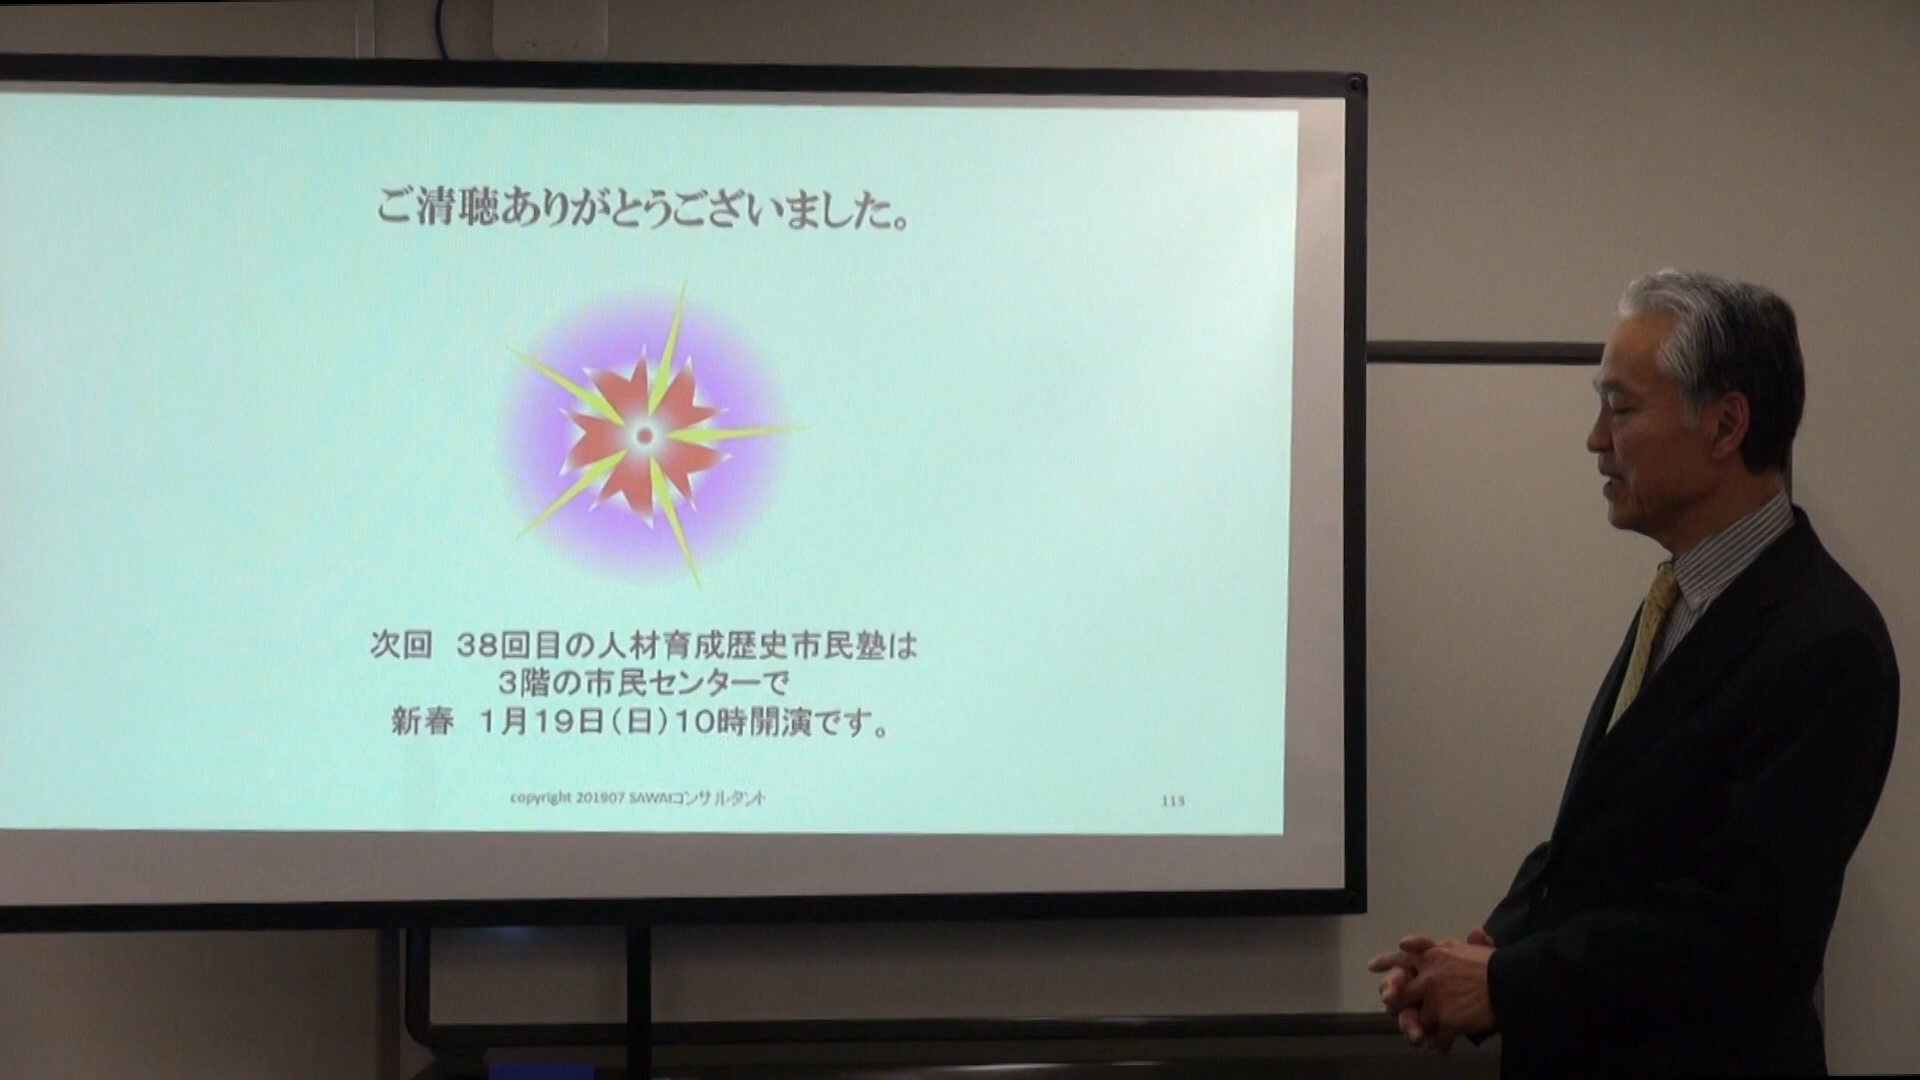 ご清聴ありがとうございました。
次回　38回目の人材育成歴史市民塾は
3階の市民センターで
新春　1月19日(日)10時開演です。
copyright 201907 SAWAIコンサルタント
113